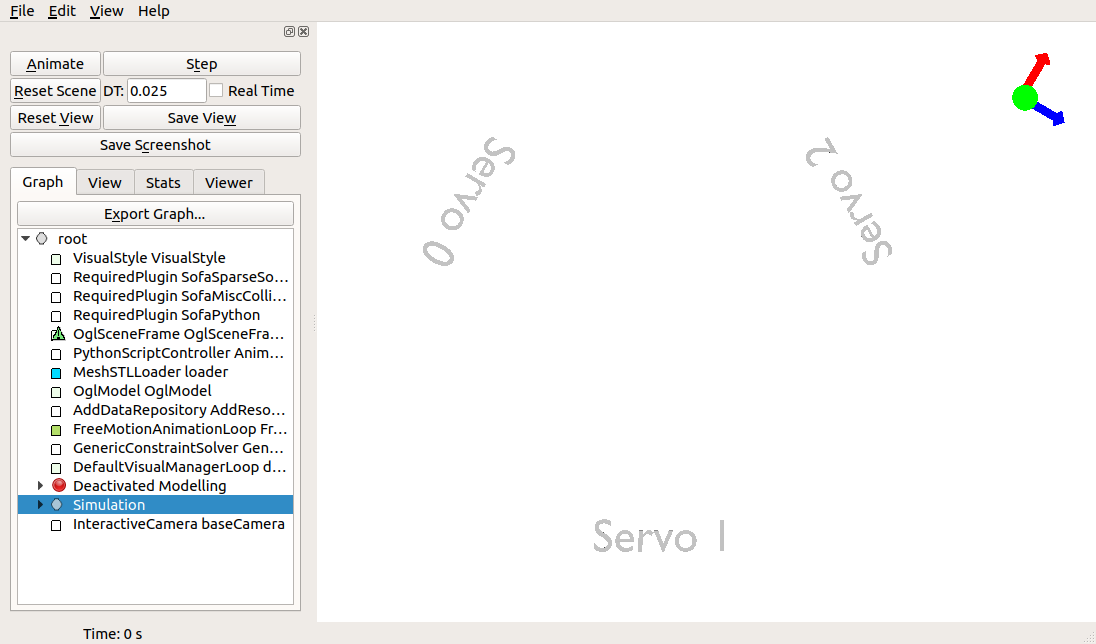 File Edit View Help
Animate Step
Reset Scene DT: 0.025 Real Time
Reset View Save View
Save Screenshot
Graph View Stats Viewer
Export Graph...
root
VisualStyle VisualStyle
RequiredPlugin SofaSparseSo...
RequiredPlugin SofaMiscColli...
RequiredPlugin SofaPython
OglSceneFrame OglSceneFra...
PythonScriptController Anim...
MeshSTLLoader loader
OglModel OglModel
AddDataRepository AddReso...
FreeMotionAnimationLoop Fr...
GenericConstraintSolver Gen...
DefaultVisualManagerLoop d...
Deactivated Modelling
Simulation
InteractiveCamera baseCamera
Time: 0 s
Servo 0
Servo 2
Servo 1